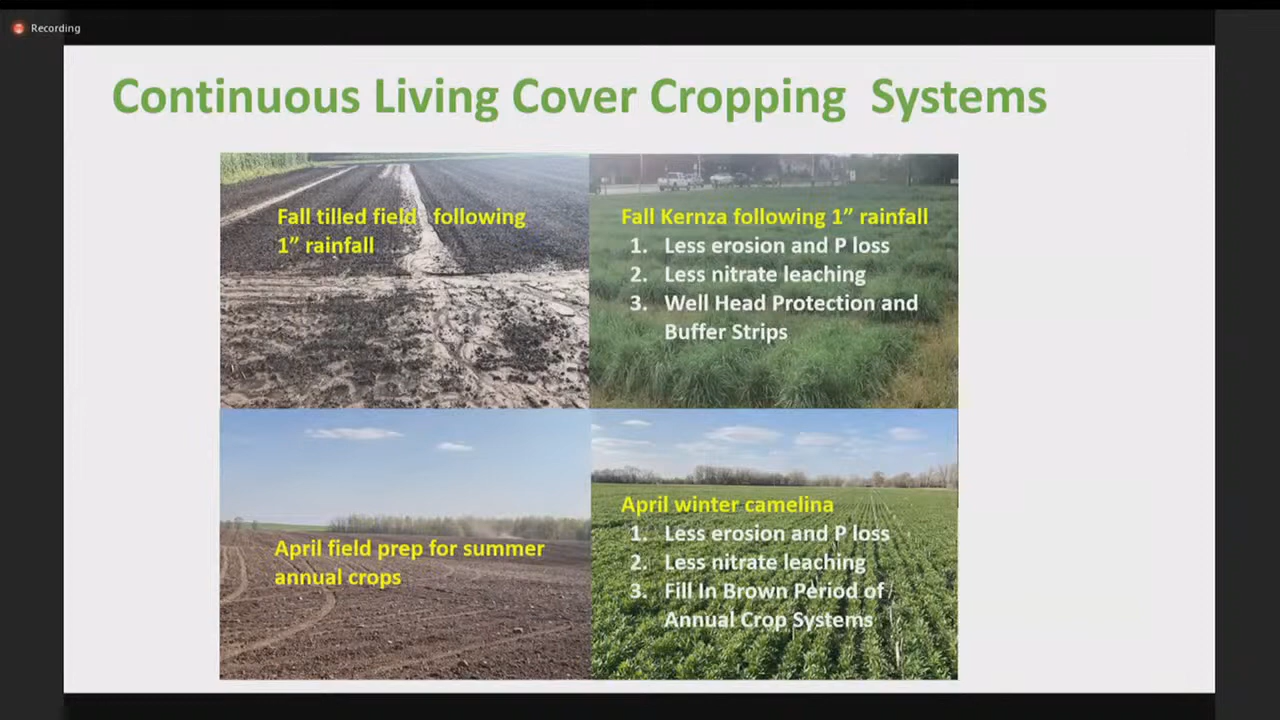 Recording
Continuous Living Cover Cropping Systems
Fall tilled field following
1” rainfall
Fall Kernza following 1” rainfall
1. Less erosion and P loss
2. Less nitrate leaching
3. Well Head Protection and
Buffer Strips
April field prep for summer
annual crops
April winter camelina
1. Less erosion and P loss
2. Less nitrate leaching
3. Fill In Brown Period of
Annual Crop Systems